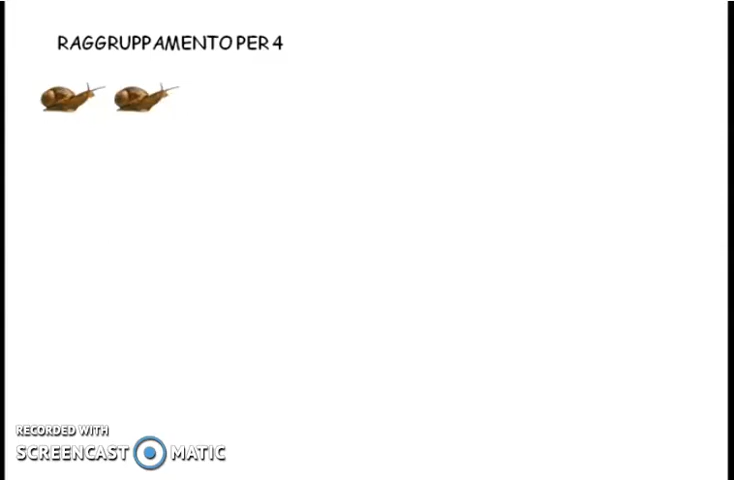 RAGGRUPPAMENTO PER 4
RECORDED WITH
SCREENCAST MATIC